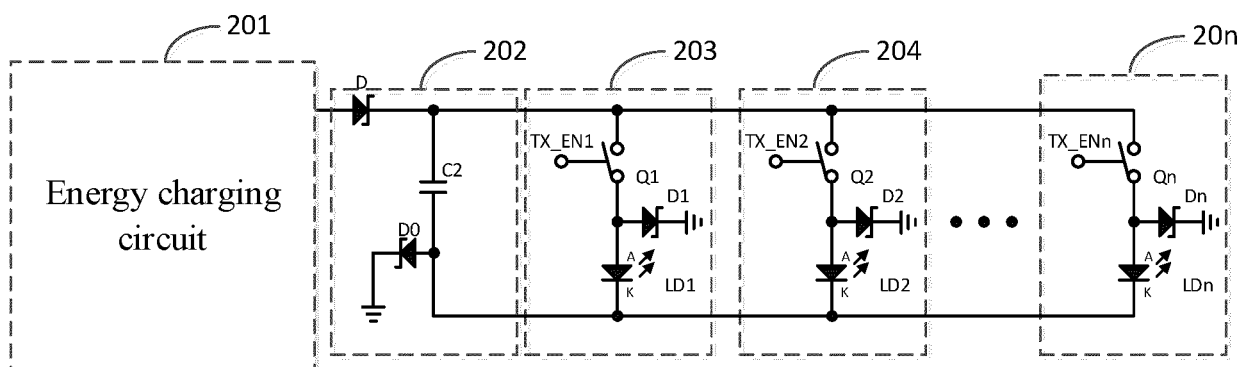 201
202
203
204
20n
D
TX_EN1
TX_EN2
TX_ENn
C2
Q1
Q2
Qn
Energy charging
circuit
D1
D2
Dn
D0
A
K
LD1
A
K
LD2
A
K
LDn